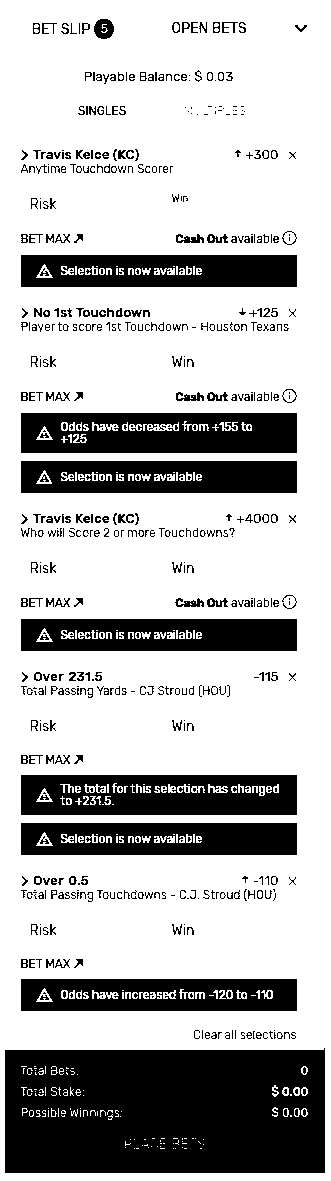 BET SLIP 5 OPEN BETS
Playable Balance: $ 0.03
SINGLES MULTIPLES
Travis Kelce (KC) +300 ×
Anytime Touchdown Scorer
Risk Win
BET MAX Cash Out available
Selection is now available
No 1st Touchdown +125 ×
Player to score 1st Touchdown - Houston Texans
Risk Win
BET MAX Cash Out available
Odds have decreased from +155 to
+125
Selection is now available
Travis Kelce (KC) +4000 ×
Who will Score 2 or more Touchdowns?
Risk Win
BET MAX Cash Out available
Selection is now available
Over 231.5 -115 ×
Total Passing Yards - CJ Stroud (HOU)
Risk Win
BET MAX
The total for this selection has changed
to +231.5.
Selection is now available
Over 0.5 -110 ×
Total Passing Touchdowns - C.J. Stroud (HOU)
Risk Win
BET MAX
Odds have increased from -120 to -110
Clear all selections
Total Bets: 0
Total Stake: $ 0.00
Possible Winnings: $ 0.00
PLACE BETS